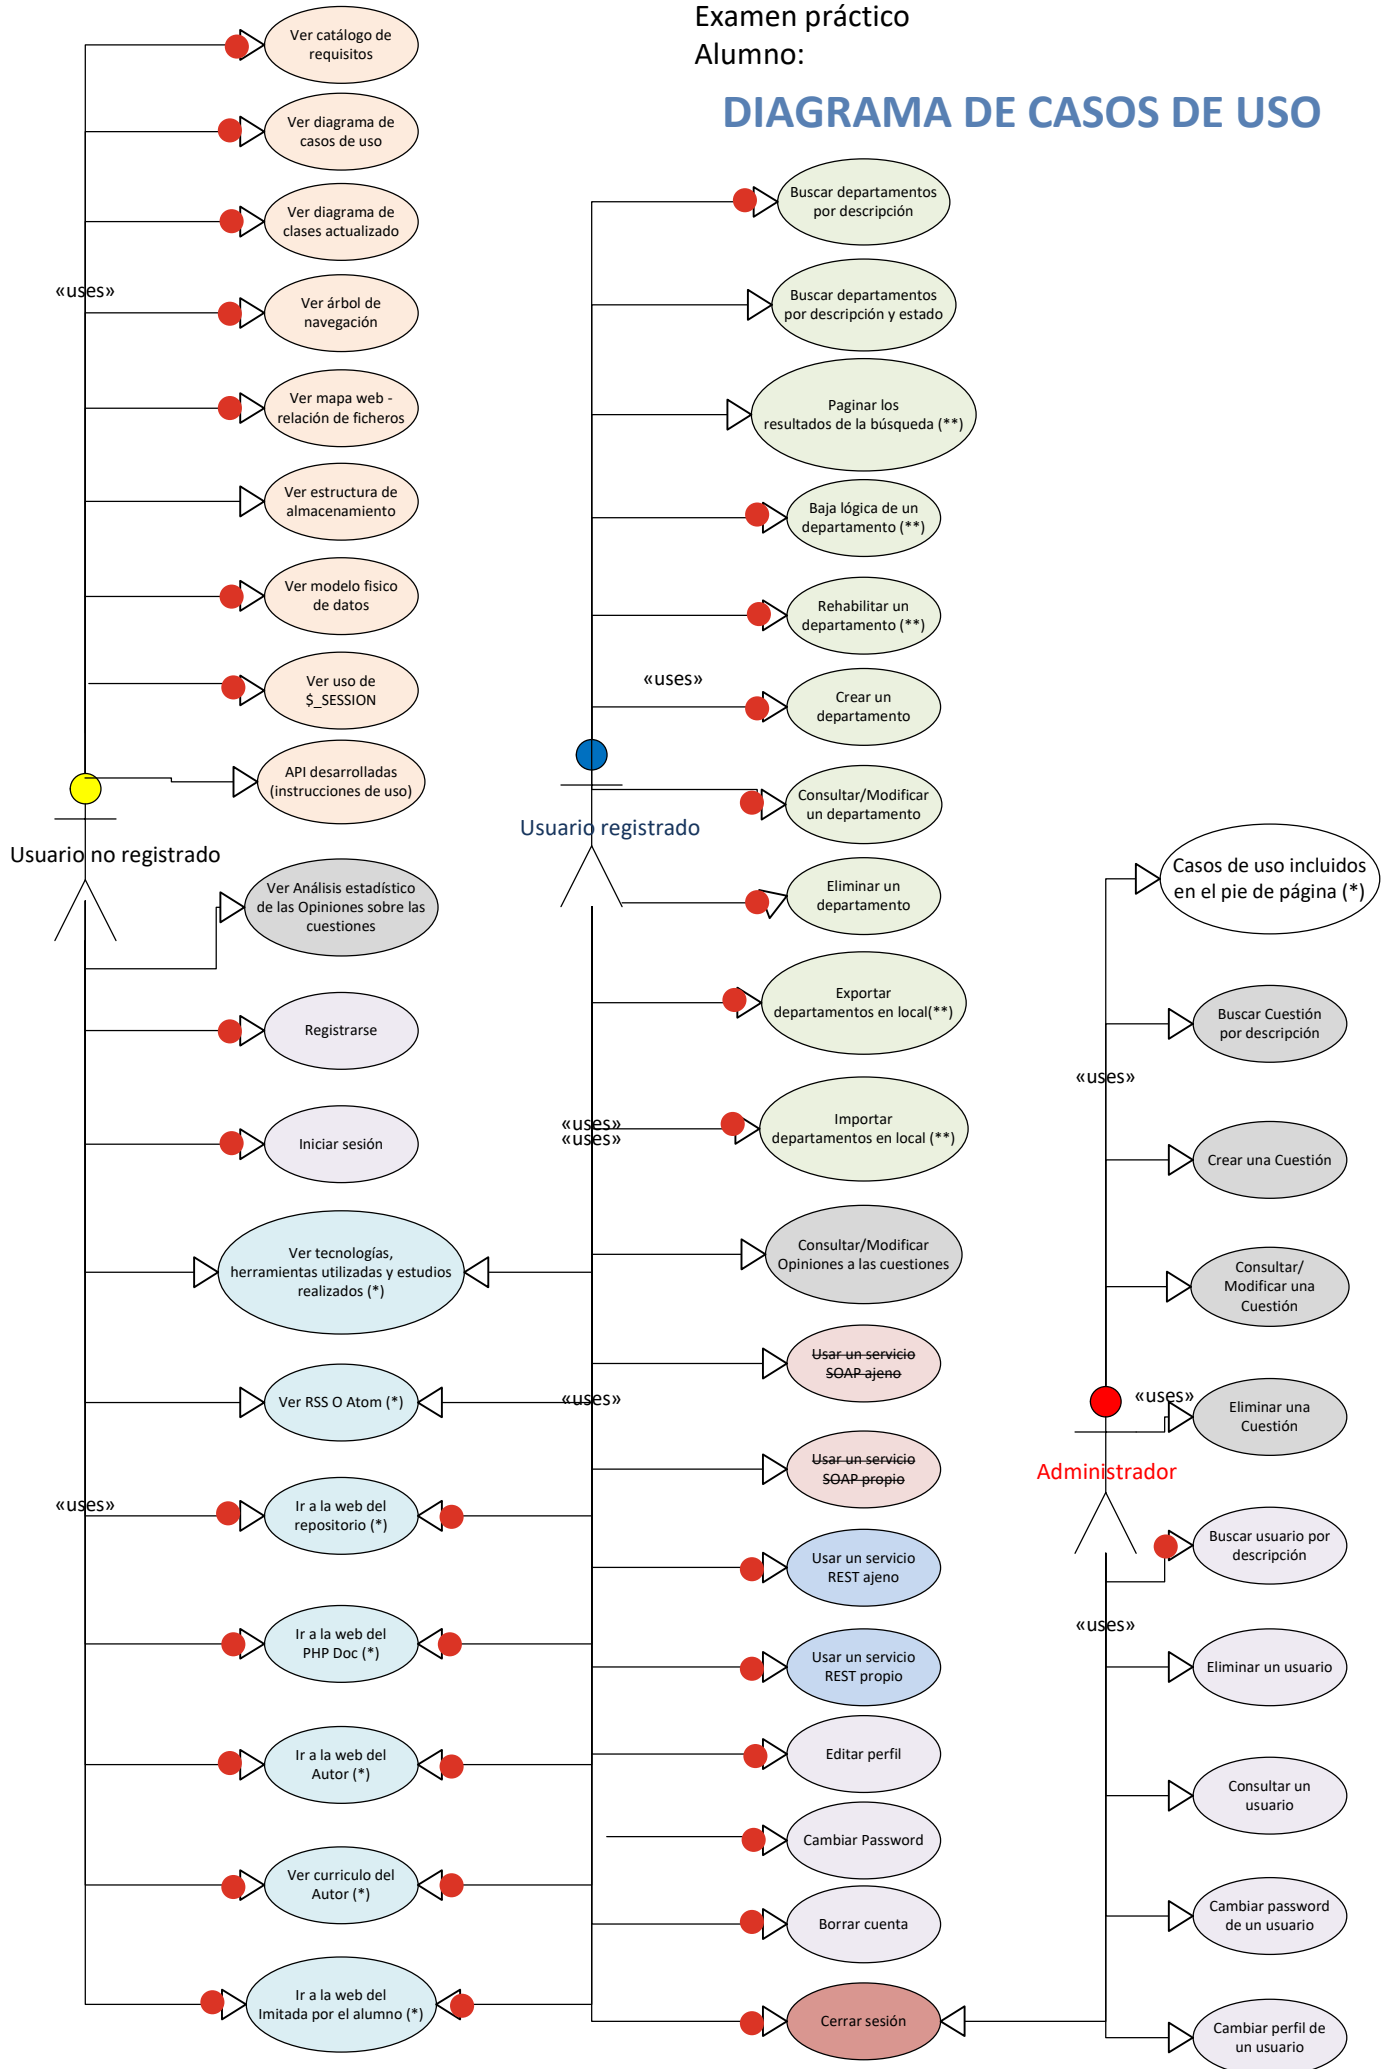 Examen práctico
Alumno:
DIAGRAMA DE CASOS DE USO
Ver catálogo de
requisitos
Ver diagrama de
casos de uso
Ver diagrama de
clases actualizado
«uses»
Ver árbol de
navegación
Ver mapa web -
relación de ficheros
Ver estructura de
almacenamiento
Ver modelo fisico
de datos
Ver uso de
$_SESSION
API desarrolladas
(instrucciones de uso)
Usuario no registrado
Ver Análisis estadístico
de las Opiniones sobre las
cuestiones
Registrarse
Iniciar sesión
Ver tecnologías,
herramientas utilizadas y estudios
realizados (*)
Ver RSS O Atom (*)
«uses»
Ir a la web del
repositorio (*)
Ir a la web del
PHP Doc (*)
Ir a la web del
Autor (*)
Ver curriculo del
Autor (*)
Ir a la web del
Imitada por el alumno (*)
Buscar departamentos
por descripción
Buscar departamentos
por descripción y estado
Paginar los
resultados de la búsqueda (**)
Baja lógica de un
departamento (**)
Rehabilitar un
departamento (**)
«uses»
Crear un
departamento
Consultar/Modificar
un departamento
Usuario registrado
Eliminar un
departamento
Exportar
departamentos en local(**)
«uses»
«uses»
Importar
departamentos en local (**)
Consultar/Modificar
Opiniones a las cuestiones
Usar un servicio
SOAP ajeno
«uses»
Usar un servicio
SOAP propio
Usar un servicio
REST ajeno
Usar un servicio
REST propio
Editar perfil
Cambiar Password
Borrar cuenta
Cerrar sesión
Casos de uso incluidos
en el pie de página (*)
Buscar Cuestión
por descripción
«uses»
Crear una Cuestión
Consultar/
Modificar una
Cuestión
«uses»
Eliminar una
Cuestión
Administrador
Buscar usuario por
descripción
«uses»
Eliminar un usuario
Consultar un
usuario
Cambiar password
de un usuario
Cambiar perfil de
un usuario